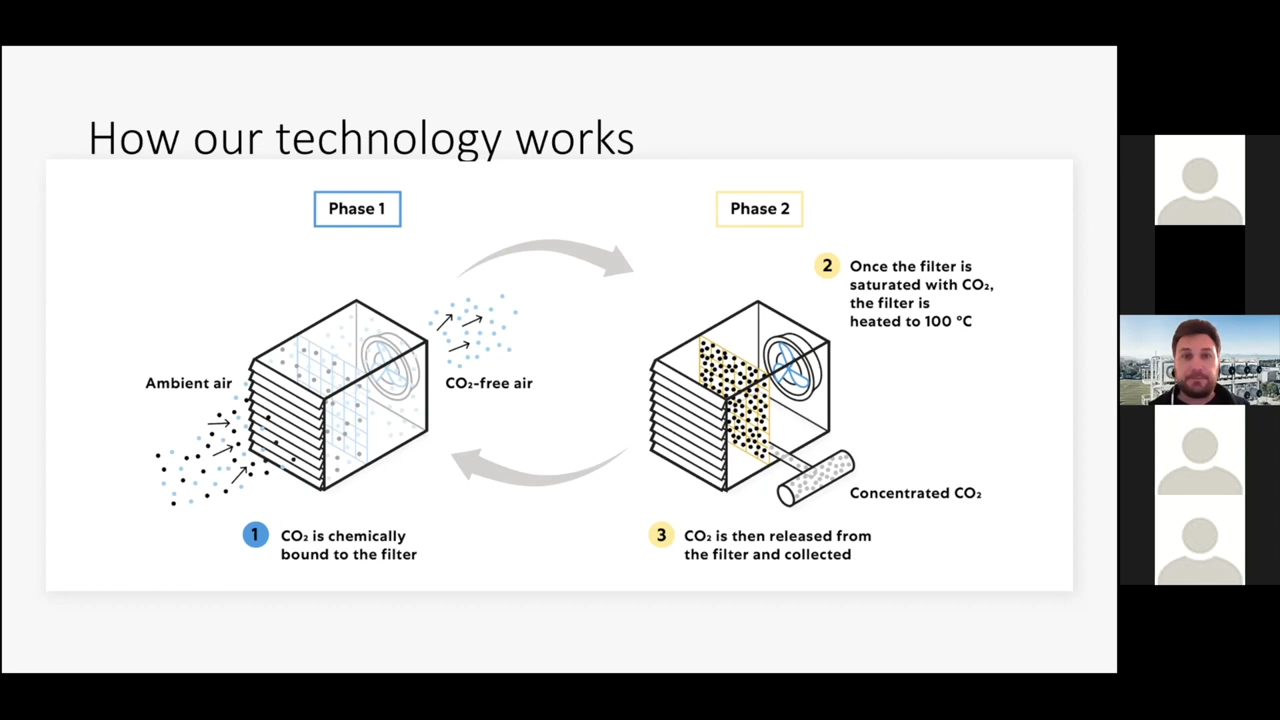 How our technology works
Phase 1
Phase 2
2
Once the filter is
saturated with CO₂,
the filter is
heated to 100 °C
Ambient air
CO₂-free air
Concentrated CO₂
1
CO₂ is chemically
bound to the filter
3
CO₂ is then released from
the filter and collected